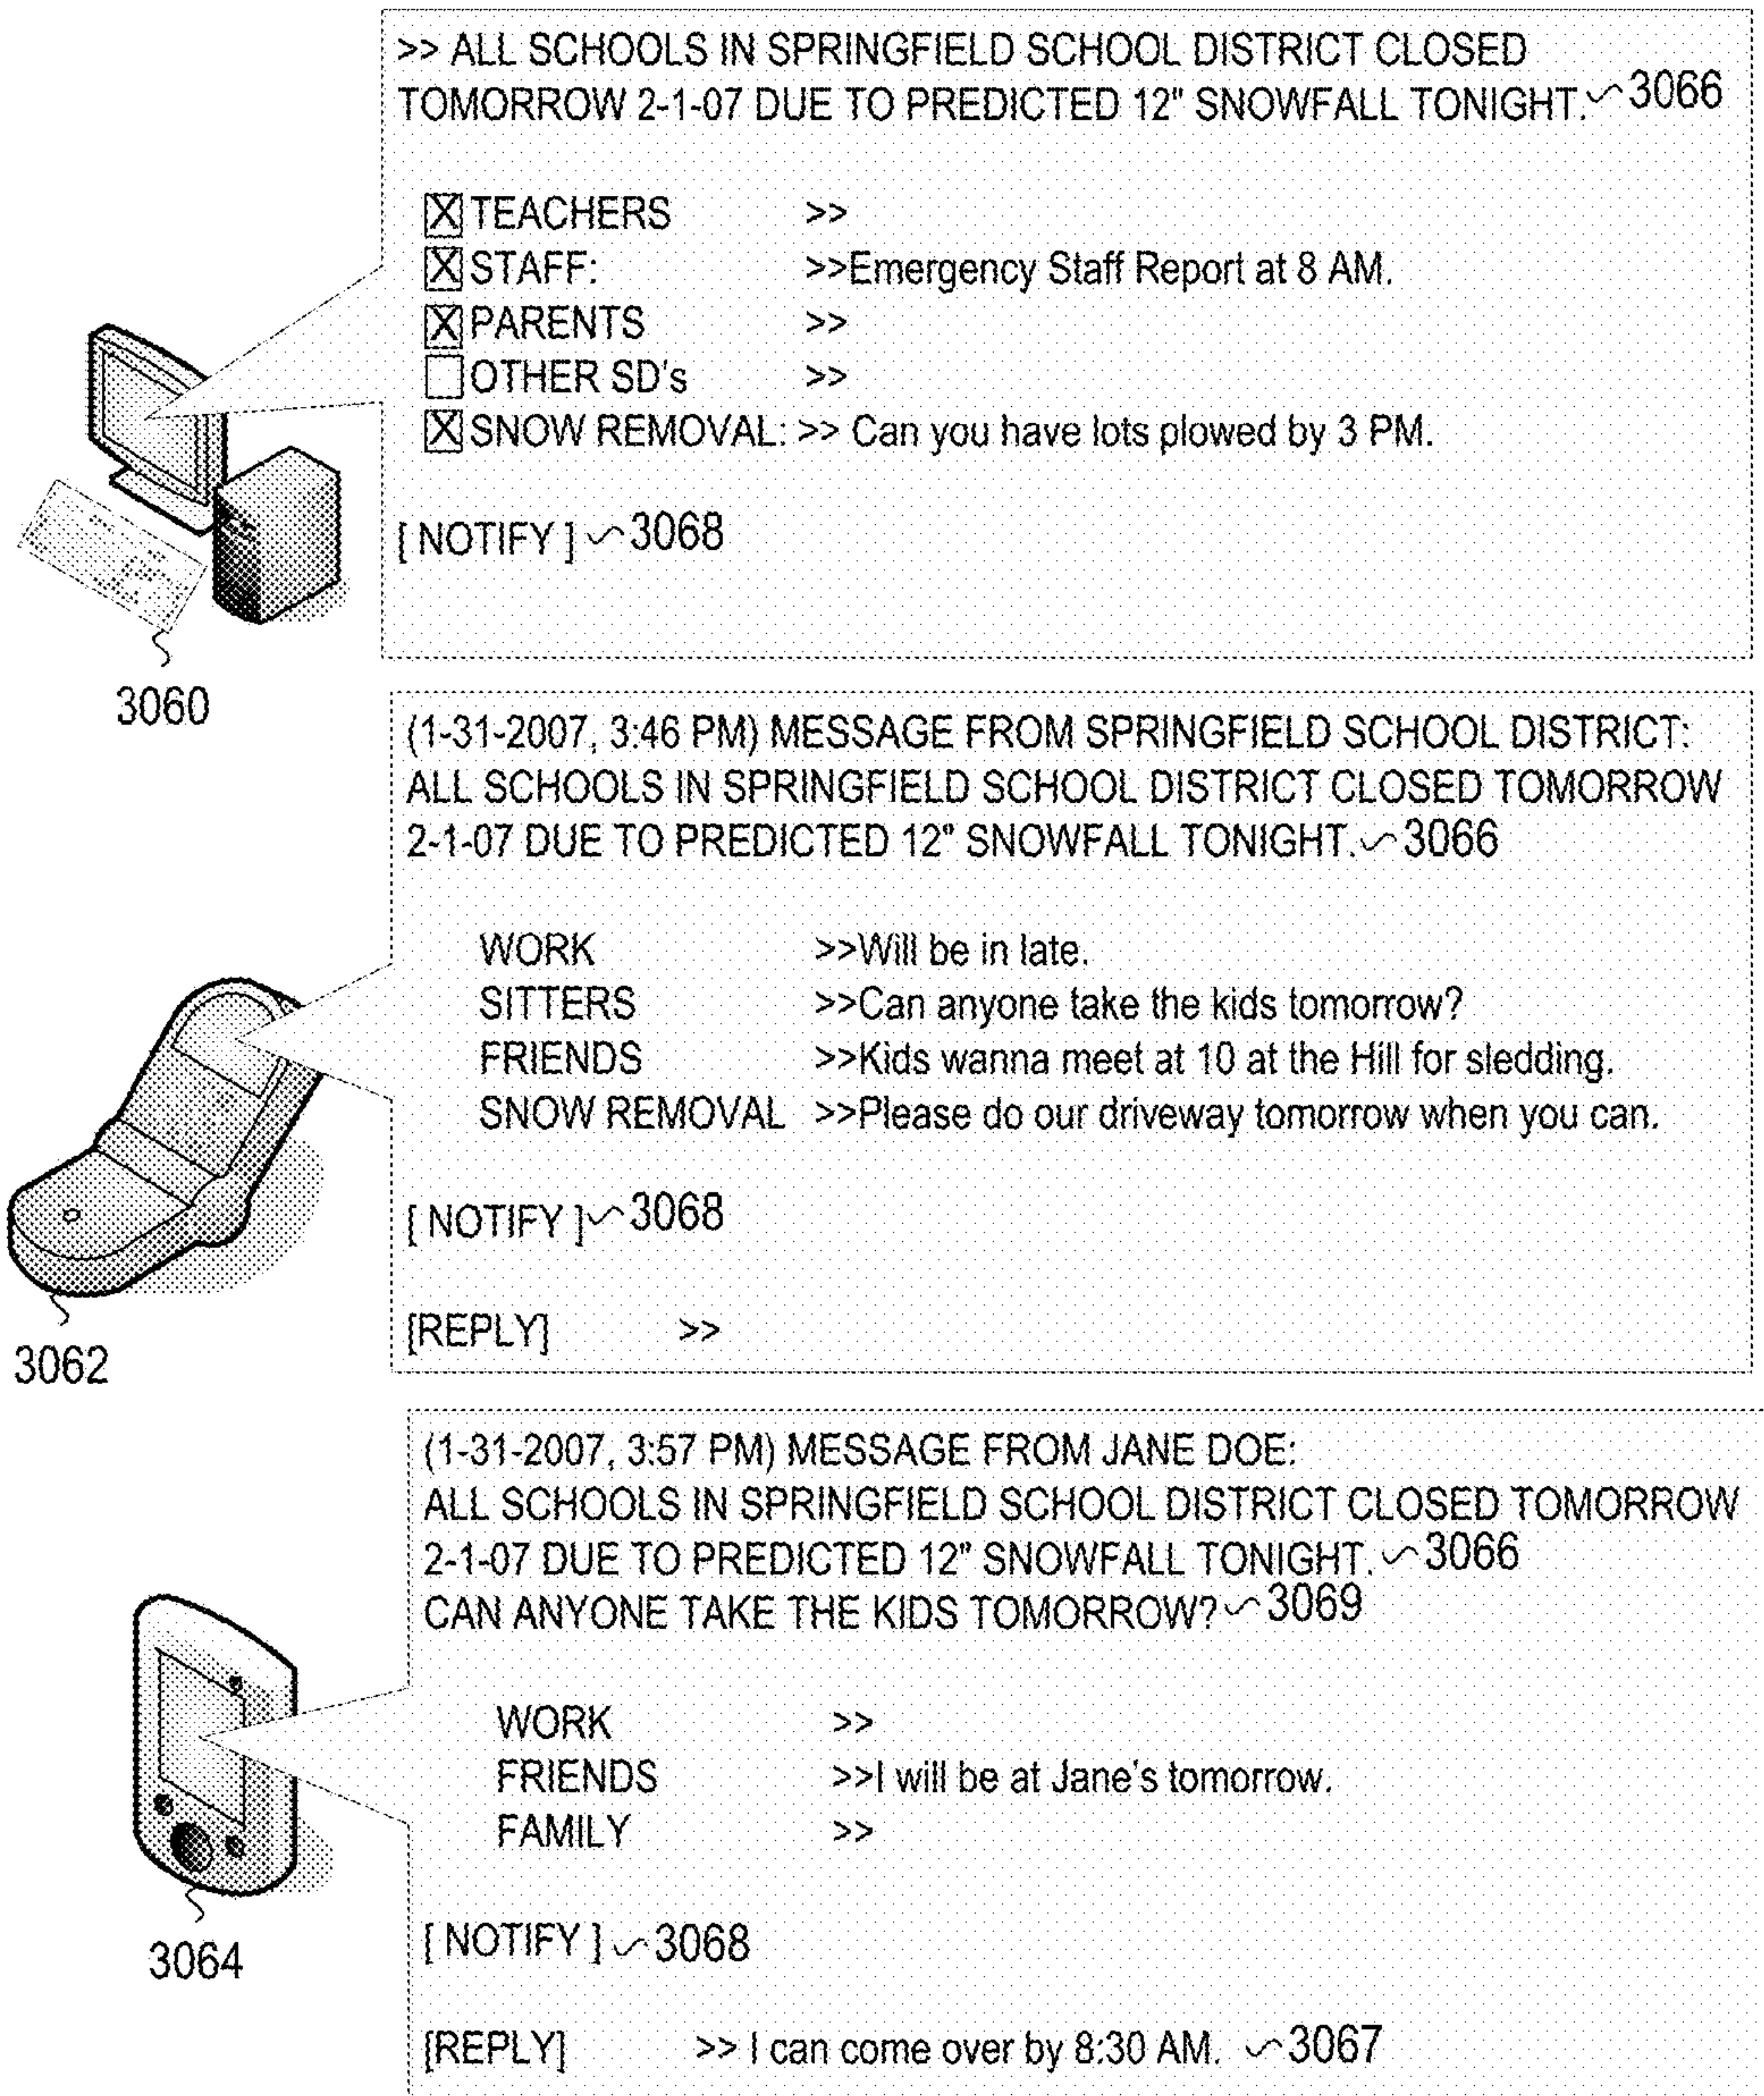 >> ALL SCHOOLS IN SPRINGFIELD SCHOOL DISTRICT CLOSED
TOMORROW 2-1-07 DUE TO PREDICTED 12" SNOWFALL TONIGHT. 3066
[X] TEACHERS >>
[X] STAFF: >>Emergency Staff Report at 8 AM.
[X] PARENTS >>
[ ] OTHER SD's >>
[X] SNOW REMOVAL: >> Can you have lots plowed by 3 PM.
[ NOTIFY ] 3068
3060
(1-31-2007, 3:46 PM) MESSAGE FROM SPRINGFIELD SCHOOL DISTRICT:
ALL SCHOOLS IN SPRINGFIELD SCHOOL DISTRICT CLOSED TOMORROW
2-1-07 DUE TO PREDICTED 12" SNOWFALL TONIGHT. 3066
WORK >>Will be in late.
SITTERS >>Can anyone take the kids tomorrow?
FRIENDS >>Kids wanna meet at 10 at the Hill for sledding.
SNOW REMOVAL >>Please do our driveway tomorrow when you can.
[ NOTIFY ] 3068
[REPLY] >>
3062
(1-31-2007, 3:57 PM) MESSAGE FROM JANE DOE:
ALL SCHOOLS IN SPRINGFIELD SCHOOL DISTRICT CLOSED TOMORROW
2-1-07 DUE TO PREDICTED 12" SNOWFALL TONIGHT. 3066
CAN ANYONE TAKE THE KIDS TOMORROW? 3069
WORK >>
FRIENDS >>I will be at Jane's tomorrow.
FAMILY >>
[ NOTIFY ] 3068
3064
[REPLY] >> I can come over by 8:30 AM. 3067